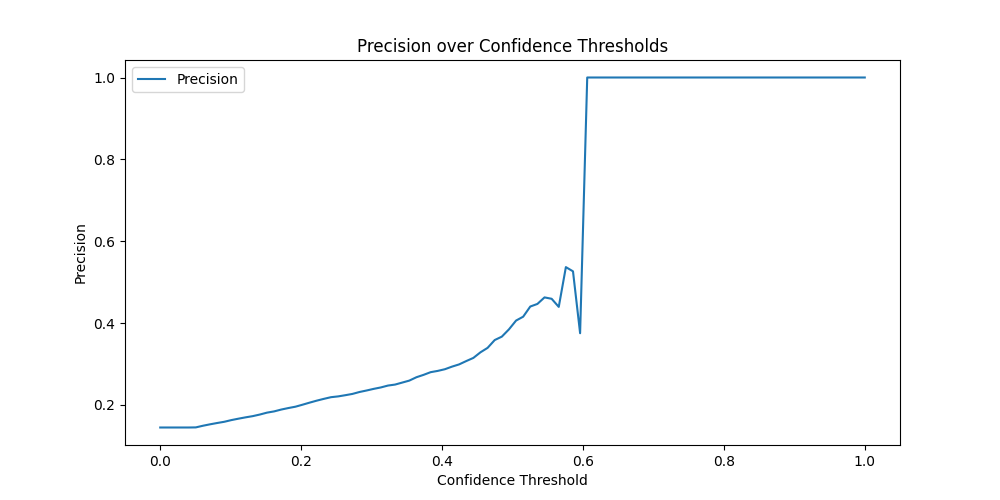 Precision over Confidence Thresholds
Precision
1.0
0.8
0.6
0.4
0.2
Precision
0.0 0.2 0.4 0.6 0.8 1.0
Confidence Threshold